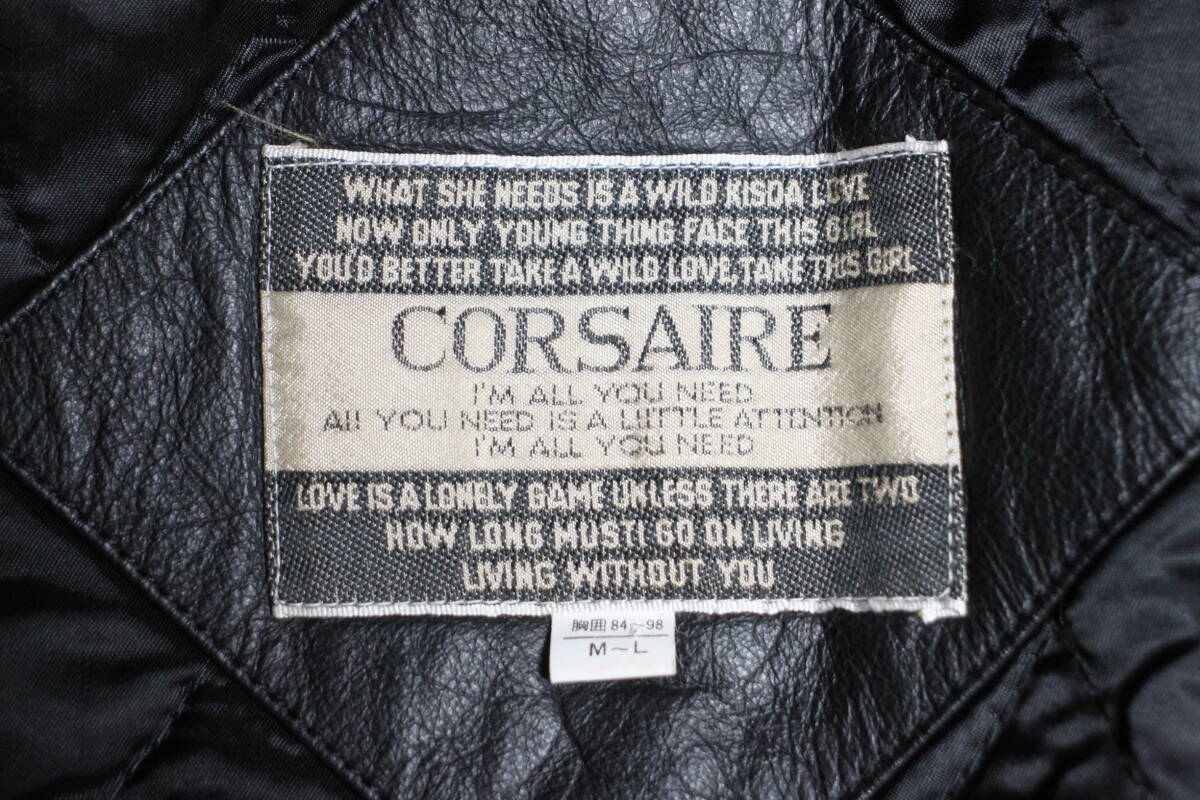 WHAT SHE NEEDS IS A WILD KISDA LOVE
NOW ONLY YOUNG THING FACE THIS GIRL
YOU'D BETTER TAKE A WILD LOVE, TAKE THIS GIRL
CORSAIRE
I'M ALL YOU NEED
All YOU NEED IS A LIITTLE ATTENTION
I'M ALL YOU NEED
LOVE IS A LONELY GAME UNLESS THERE ARE TWO
HOW LONG MUST I GO ON LIVING
LIVING WITHOUT YOU
胸囲 84~98
M~L